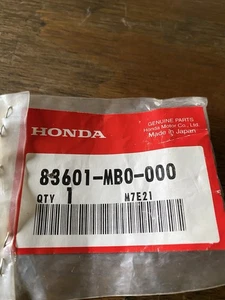 GENUINE PARTS
Honda Motor Co., Ltd.
Made in Japan
HONDA
83601-MB0-000
QTY 1 M7E21